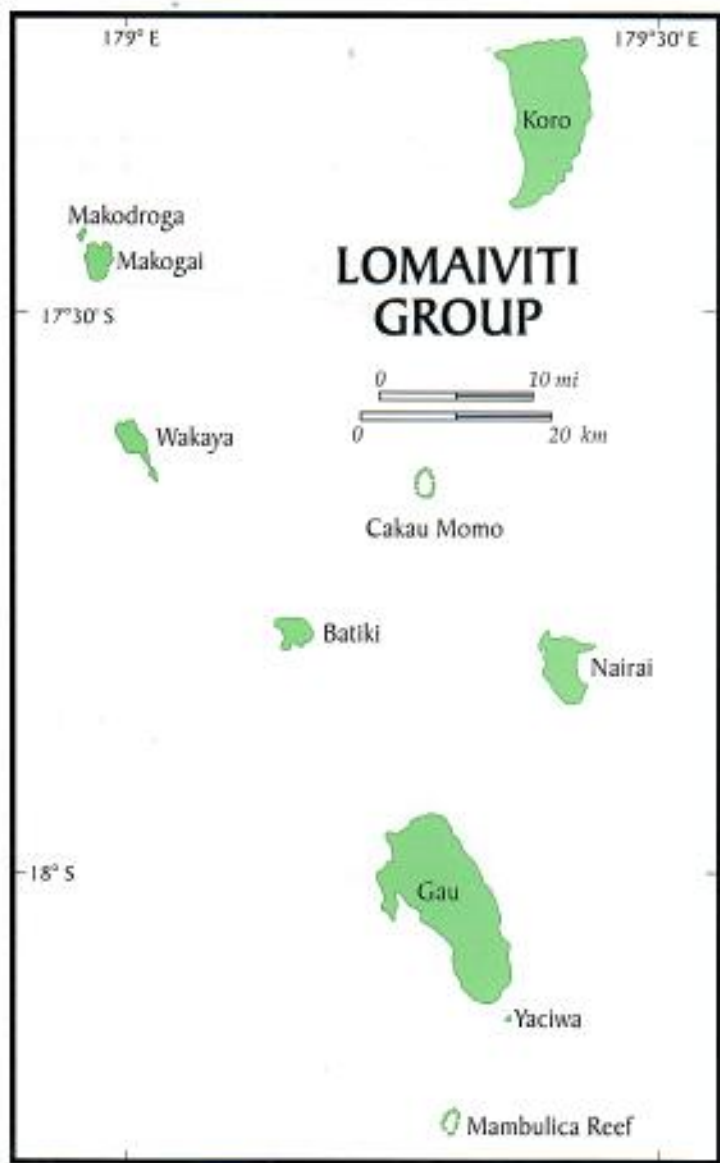 179° E
179°30' E
Koro
Makodroga
Makogai
LOMAIVITI
GROUP
17°30' S
0 10 mi
0 20 km
Wakaya
Cakau Momo
Batiki
Nairai
18° S
Gau
Yaciwa
Mambulica Reef